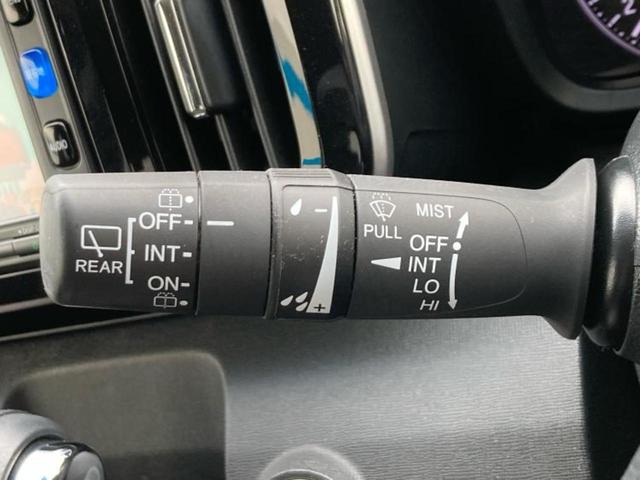 AUDIO
REAR
OFF
INT
ON
-
+
PULL
MIST
OFF
INT
LO
HI